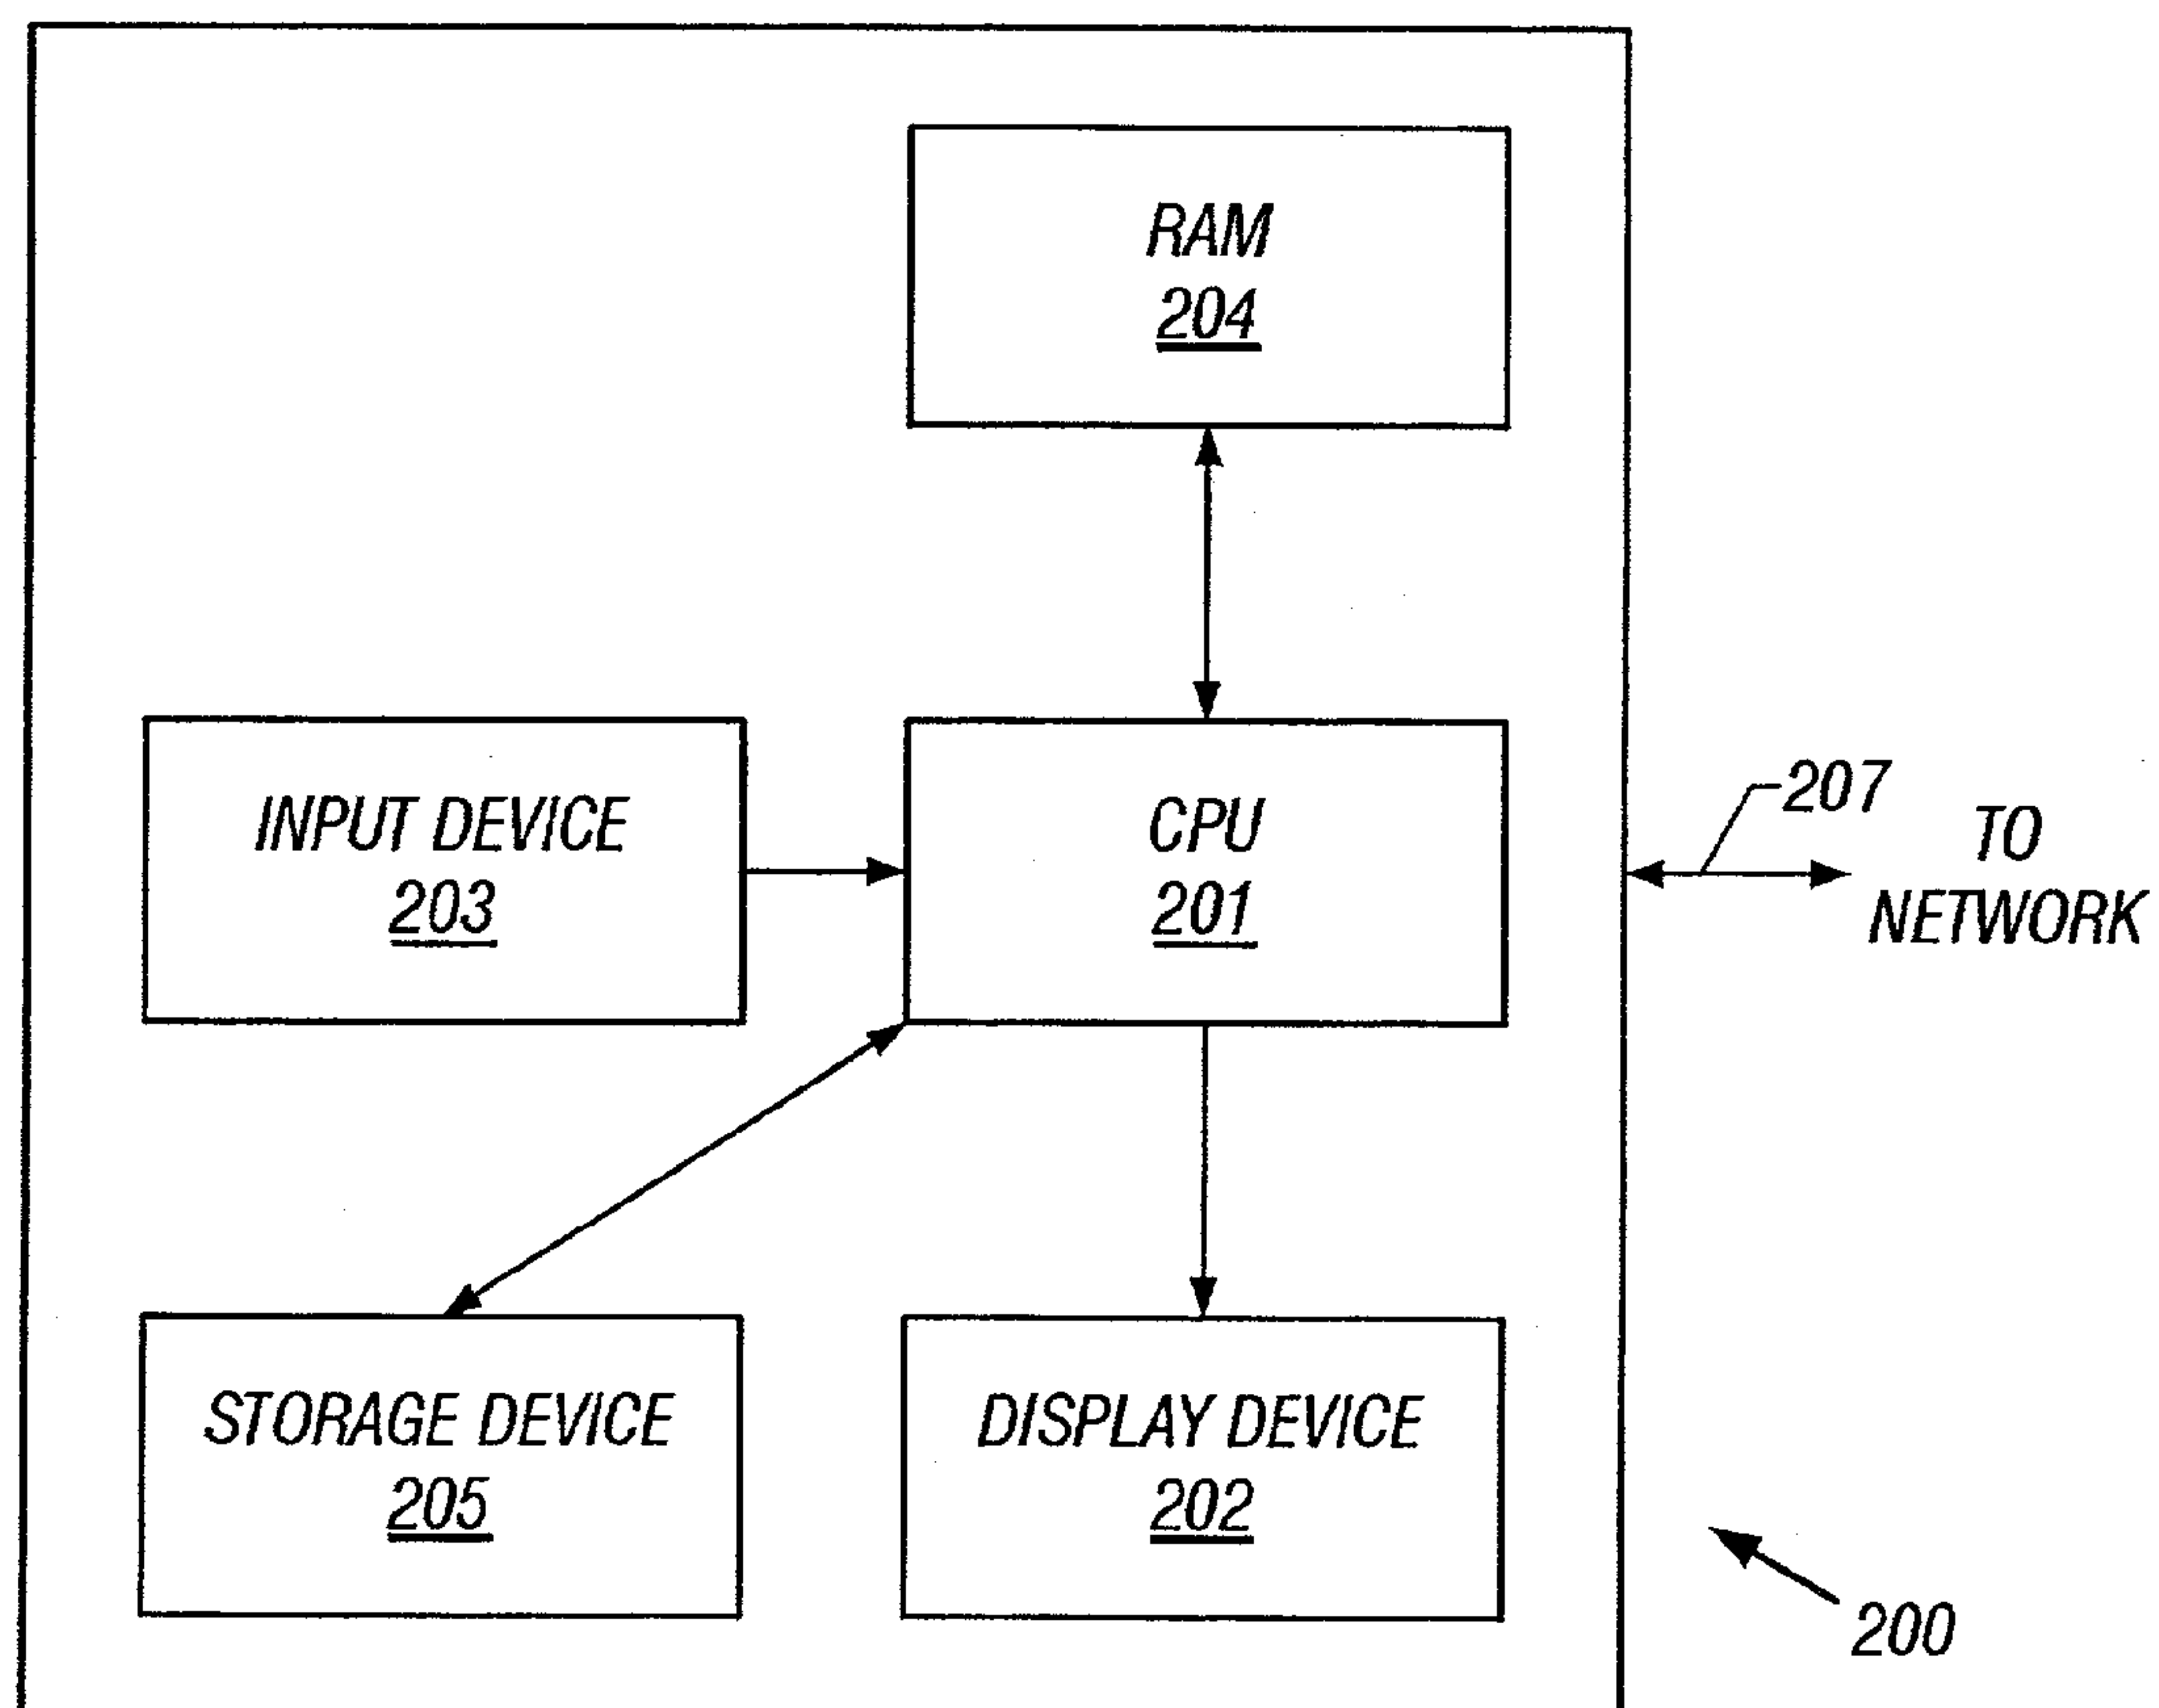 RAM
204
INPUT DEVICE
203
CPU
201
207
TO
NETWORK
STORAGE DEVICE
205
DISPLAY DEVICE
202
200